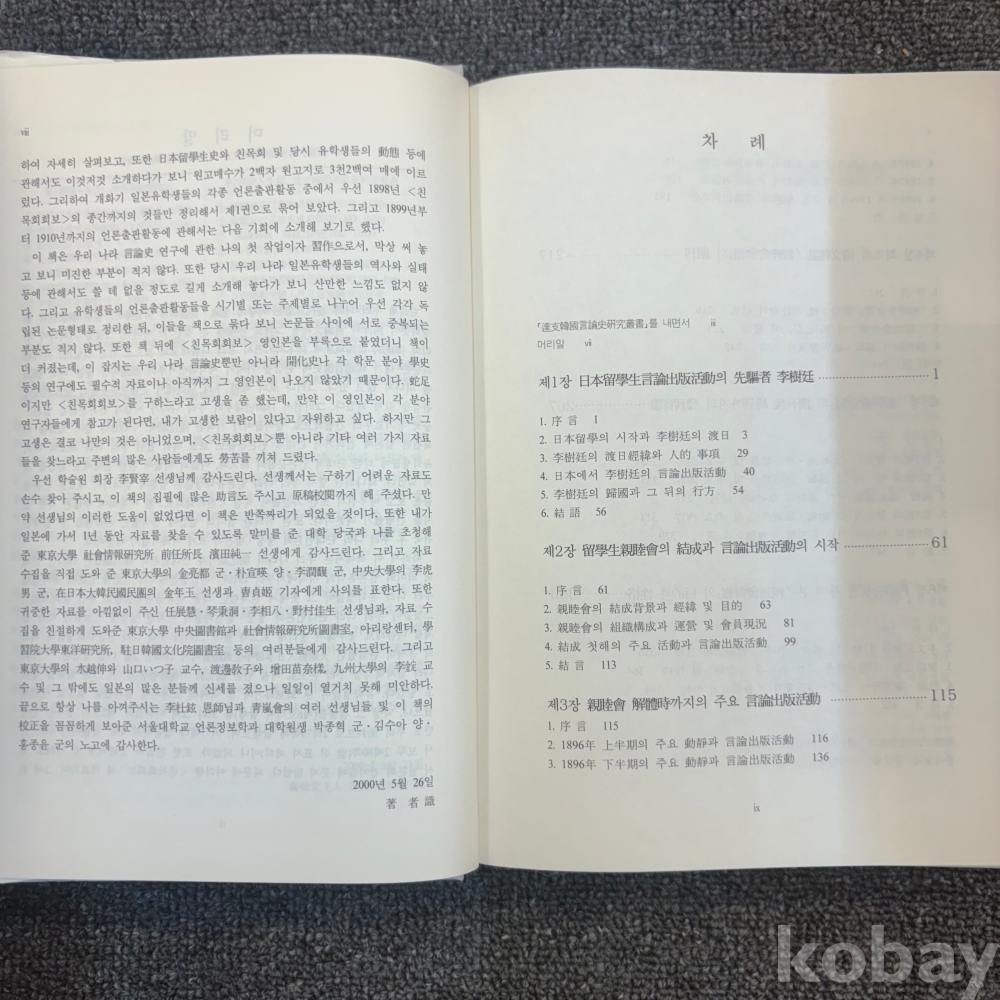 viii
하여 자세히 살펴보고, 또한 日本留學生史와 친목회 및 당시 유학생들의 動態 등에
관해서도 이것저것 소개하다가 보니 원고매수가 2백자 원고지로 3천2백여 매에 이르
렀다. 그리하여 개화기 일본유학생들의 각종 언론출판활동 중에서 우선 1898년 <친
목회회보>의 종간까지의 것들만 정리해서 제1권으로 묶어 보았다. 그리고 1899년부
터 1910년까지의 언론출판활동에 관해서는 다음 기회에 소개해 보기로 했다.
이 책은 우리 나라 言論史 연구에 관한 나의 첫 작업이자 習作으로서, 막상 써 놓
고 보니 미진한 부분이 적지 않다. 또한 당시 우리 나라 일본유학생들의 역사와 실태
등에 관해서도 쓸 데 없을 정도로 길게 소개해 놓다가 보니 산만한 느낌도 없지 않
다. 그리고 유학생들의 언론출판활동들을 시기별 또는 주제별로 나누어 우선 각각 독
립된 논문형태로 정리한 뒤, 이들을 책으로 묶다 보니 논문들 사이에 서로 중복되는
부분도 적지 않다. 또한 책 뒤에 <친목회회보> 영인본을 부록으로 붙였더니 책이
더 커졌는데, 이 잡지는 우리 나라 言論史뿐만 아니라 開化史나 각 학문 분야 學史
등의 연구에도 필수적 자료이나 아직까지 그 영인본이 나오지 않았기 때문이다. 蛇足
이지만 <친목회회보>를 구하느라고 고생을 좀 했는데, 만약 이 영인본이 각 분야
연구자들에게 참고가 된다면, 내가 고생한 보람이 있다고 자위하고 싶다. 하지만 그
고생은 결코 나만의 것은 아니었으며, <친목회회보>뿐 아니라 기타 여러 가지 자료
들을 찾느라고 주변의 많은 사람들에게도 勞苦를 끼쳐 드렸다.
우선 학술원 회장 李賢宰 선생님께 감사드린다. 선생께서는 구하기 어려운 자료도
손수 찾아 주시고, 이 책의 집필에 많은 助言도 주시고 原稿校閱까지 해 주셨다. 만
약 선생님의 이러한 도움이 없었다면 이 책은 반쪽짜리가 되었을 것이다. 또한 내가
일본에 가서 1년 동안 자료를 찾을 수 있도록 말미를 준 대학 당국과 나를 초청해
준 東京大學 社會情報硏究所 前任所長 濱田純一 선생에게 감사드린다. 그리고 자료
수집을 직접 도와 준 東京大學의 金亮都 君·朴宣暎 양·李潤馥 君, 中央大學의 李虎
男 君, 在日本大韓民國民團의 金年玉 선생과 曺貞姬 기자에게 사의를 표한다. 또한
귀중한 자료를 아낌없이 주신 任展慧·琴秉洞·李相八·野村佳生 선생님과, 자료 수
집을 친절하게 도와준 東京大學 中央圖書館과 社會情報硏究所圖書室, 아리랑센터, 學
習院大學東洋硏究所, 駐日韓國文化院圖書室 등의 여러분들에게 감사드린다. 그리고
東京大學의 水越伸와 山口いつ子 교수, 渡邊敎子와 增田苗奈樣, 九州大學의 李錠 교
수 및 그 밖에도 일본의 많은 분들께 신세를 졌으나 일일이 열거치 못해 미안하다.
끝으로 항상 나를 아껴주시는 李杜鉉 恩師님과 靑嵐會의 여러 선생님들 및 이 책의
校正을 꼼꼼하게 보아준 서울대학교 언론정보학과 대학원생 박종혁 군·김수아 양·
홍종윤 군의 노고에 감사한다.
2000년 5월 26일
著 者 識
차 례
「達支韓國言論史硏究叢書」를 내면서 iii
머리일 vii
제1장 日本留學生言論出版活動의 先驅者 李樹廷 1
1. 序言 1
2. 日本留學의 시작과 李樹廷의 渡日 3
3. 李樹廷의 渡日經緯와 人的 事項 29
4. 日本에서 李樹廷의 言論出版活動 40
5. 李樹廷의 歸國과 그 뒤의 行方 54
6. 結語 56
제2장 留學生親睦會의 結成과 言論出版活動의 시작 61
1. 序言 61
2. 親睦會의 結成背景과 經緯 및 目的 63
3. 親睦會의 組織構成과 運營 및 會員現況 81
4. 結成 첫해의 주요 活動과 言論出版活動 99
5. 結言 113
제3장 親睦會 解體時까지의 주요 言論出版活動 115
1. 序言 115
2. 1896年 上半期의 주요 動靜과 言論出版活動 116
3. 1896年 下半期의 주요 動靜과 言論出版活動 136
ix
kobay